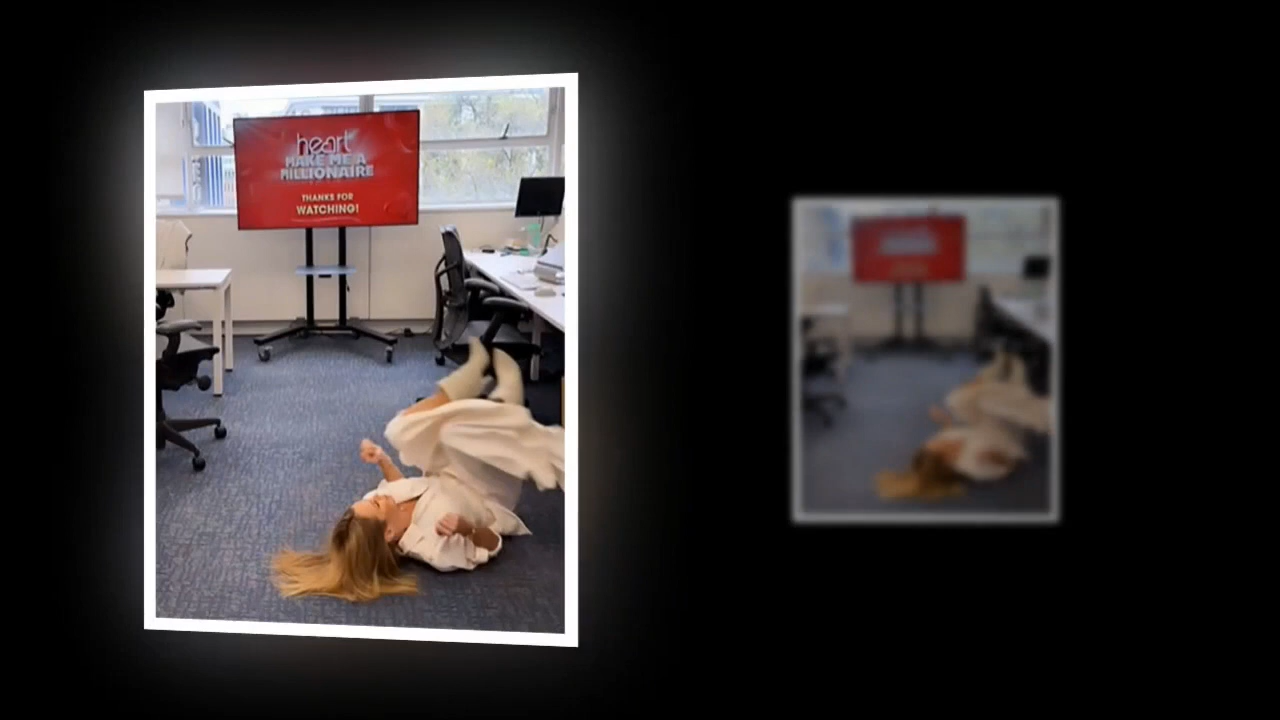 heart
MAKE ME A
MILLIONAIRE
THANKS FOR
WATCHING!